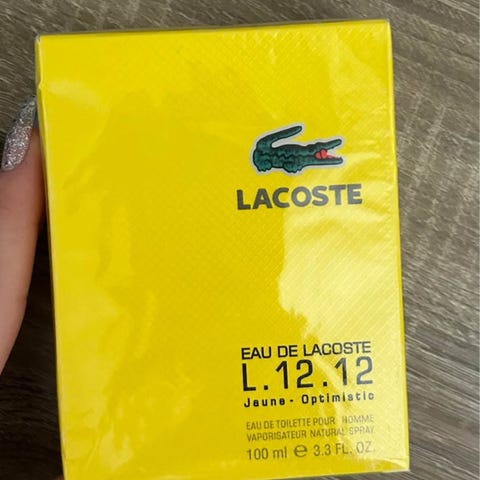 LACOSTE
EAU DE LACOSTE
L.12.12
Jaune - Optimistic
EAU DE TOILETTE POUR HOMME
VAPORISATEUR NATURAL SPRAY
100 ml ℮ 3.3 FL. OZ.